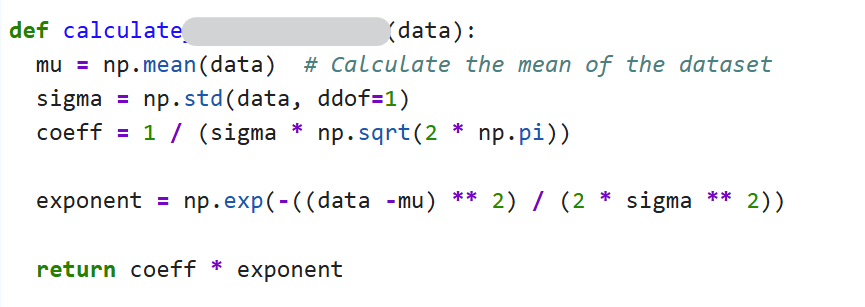 def calculate_(data):
mu = np.mean(data)  # Calculate the mean of the dataset
sigma = np.std(data, ddof=1)
coeff = 1 / (sigma * np.sqrt(2 * np.pi))
exponent = np.exp(-((data -mu) ** 2) / (2 * sigma ** 2))
return coeff * exponent